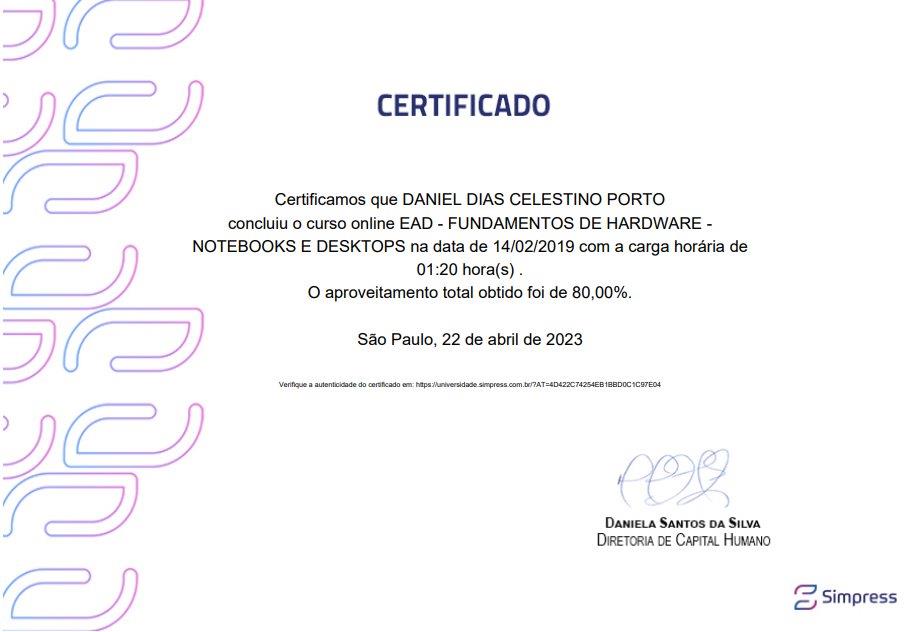 CERTIFICADO
Certificamos que DANIEL DIAS CELESTINO PORTO
concluiu o curso online EAD - FUNDAMENTOS DE HARDWARE -
NOTEBOOKS E DESKTOPS na data de 14/02/2019 com a carga horária de
01:20 hora(s) .
O aproveitamento total obtido foi de 80,00%.
São Paulo, 22 de abril de 2023
Verifique a autenticidade do certificado em: https://universidade.simpress.com.br/?AT=4D422C74254EB1BBD0C1C97E04
DANIELA SANTOS DA SILVA
DIRETORIA DE CAPITAL HUMANO
Simpress